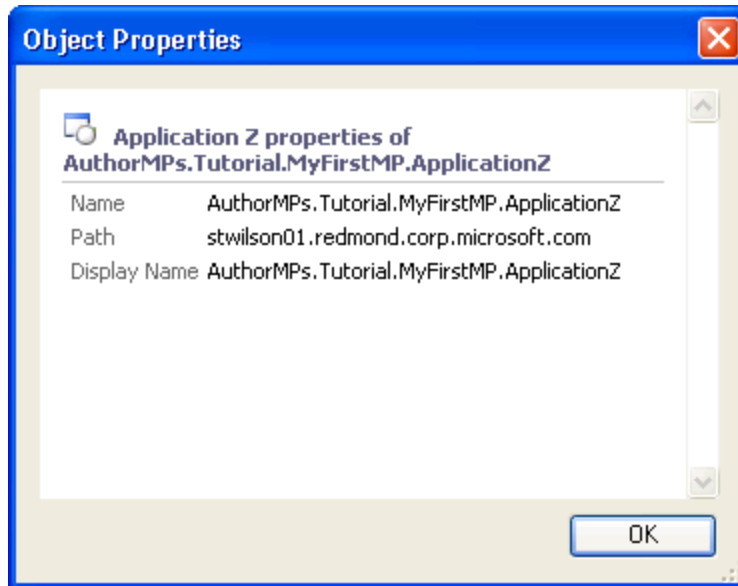 Object Properties
Application Z properties of
AuthorMPs.Tutorial.MyFirstMP.ApplicationZ
Name AuthorMPs.Tutorial.MyFirstMP.ApplicationZ
Path stwilson01.redmond.corp.microsoft.com
Display Name AuthorMPs.Tutorial.MyFirstMP.ApplicationZ
OK